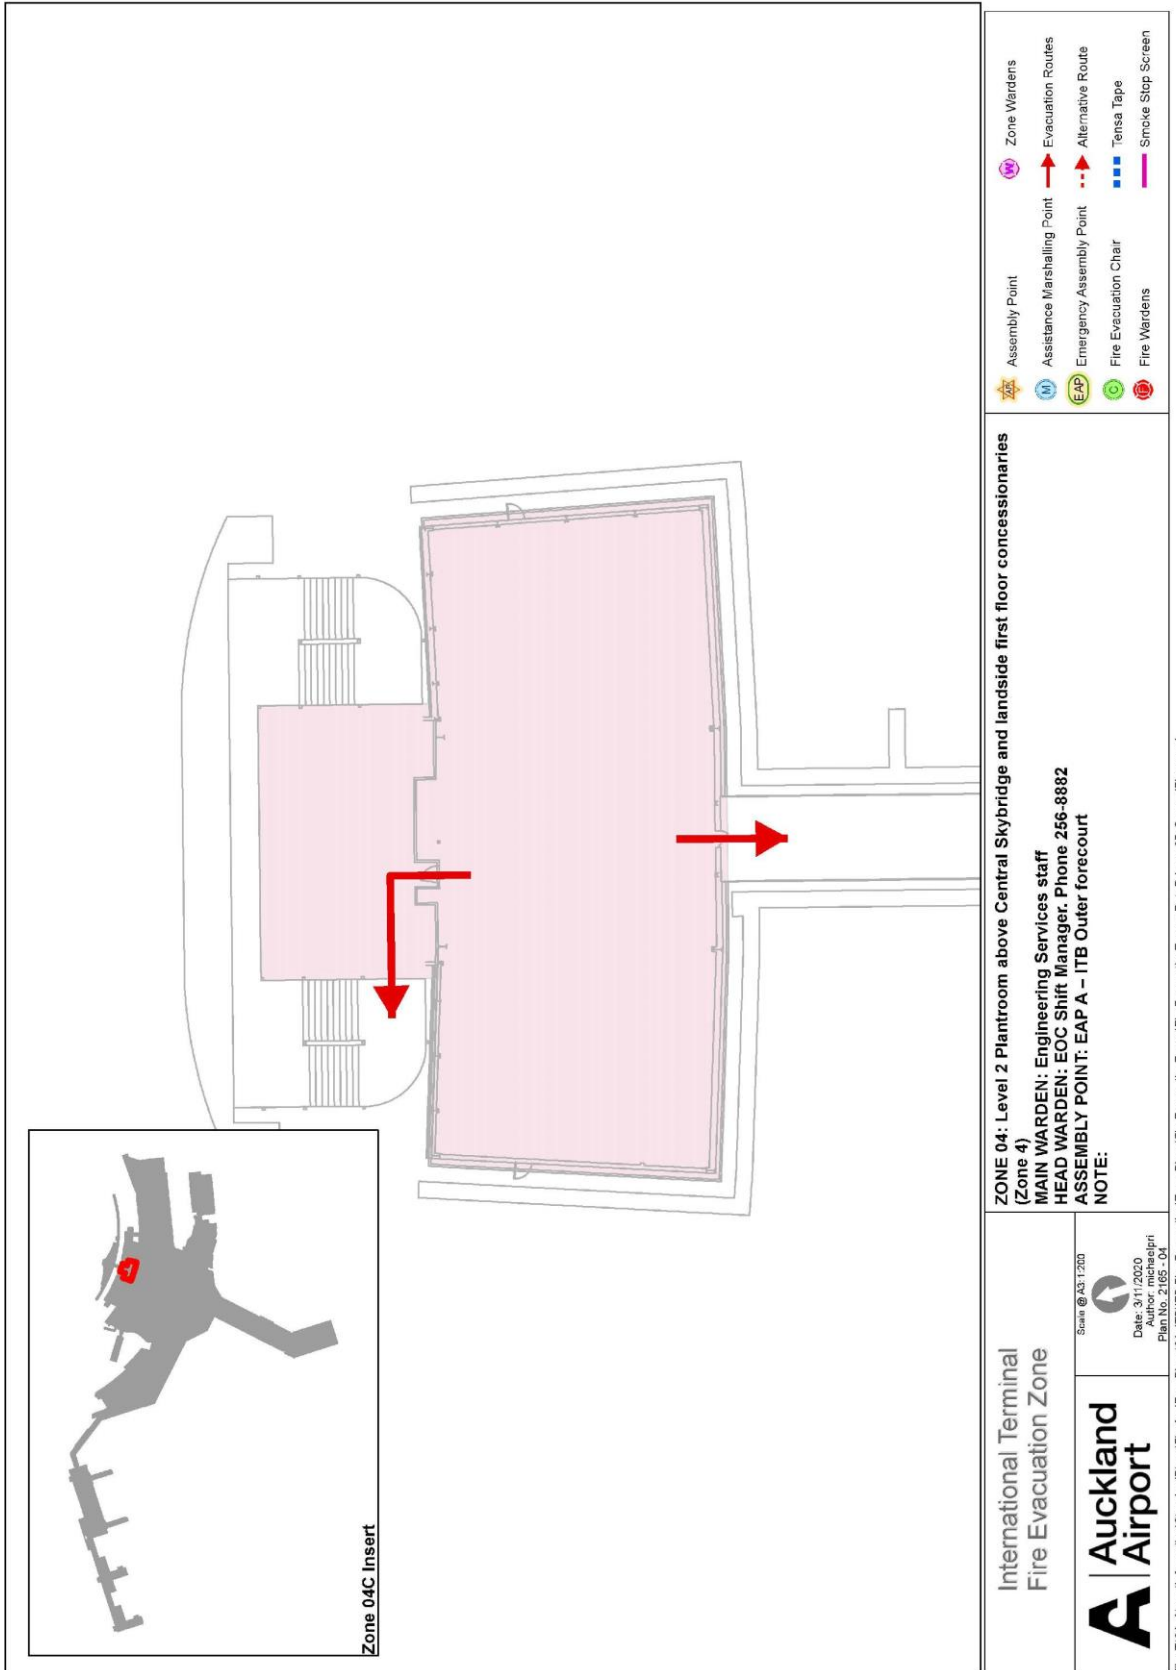 Zone 04C Insert
International Terminal
Fire Evacuation Zone
A | Auckland
Airport
Scale @ A3: 1:200
Date: 3/11/2020
Author: michaelpri
Plan No. 2165 - 04
ZONE 04: Level 2 Plantroom above Central Skybridge and landside first floor concessionaries
(Zone 4)
MAIN WARDEN: Engineering Services staff
HEAD WARDEN: EOC Shift Manager. Phone 256-8882
ASSEMBLY POINT: EAP A – ITB Outer forecourt
NOTE:
AP Assembly Point
M Assistance Marshalling Point
EAP Emergency Assembly Point
C Fire Evacuation Chair
F Fire Wardens
W Zone Wardens
Evacuation Routes
Alternative Route
Tensa Tape
Smoke Stop Screen